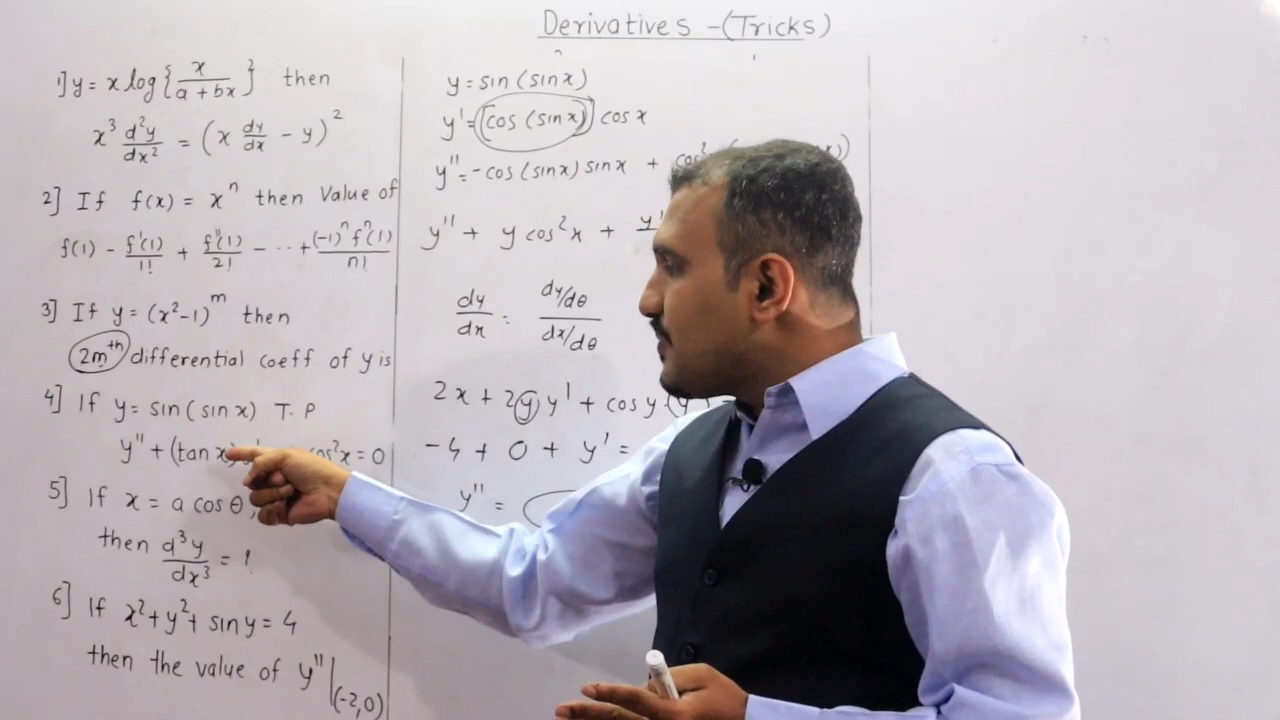 Derivatives -(Tricks)
1] y = x log{x/(a + bx)} then
x³ d²y/dx² = (x dy/dx - y)²
2] If f(x) = xⁿ then Value of
f(1) - f'(1)/1! + f''(1)/2! - ·· + (-1)ⁿ fⁿ(1)/n!
3] If y = (x²-1)ᵐ then
2mᵗʰ differential coeff of y is
4] If y = sin (sin x) T. P
y'' + (tan x) cos²x = 0
5] If x = a cos θ,
then d³y/dx³ = !
6] If x² + y² + sin y = 4
then the value of y''|(-2,0)
y = sin (sin x)
y' = [cos (sin x)] cos x
y'' = -cos (sin x) sin x + cos²
y'' + y cos²x + y'
dy/dx : dy/dθ / dx/dθ
2x + 2y y' + cos y (y'
-4 + 0 + y' =
y'' =